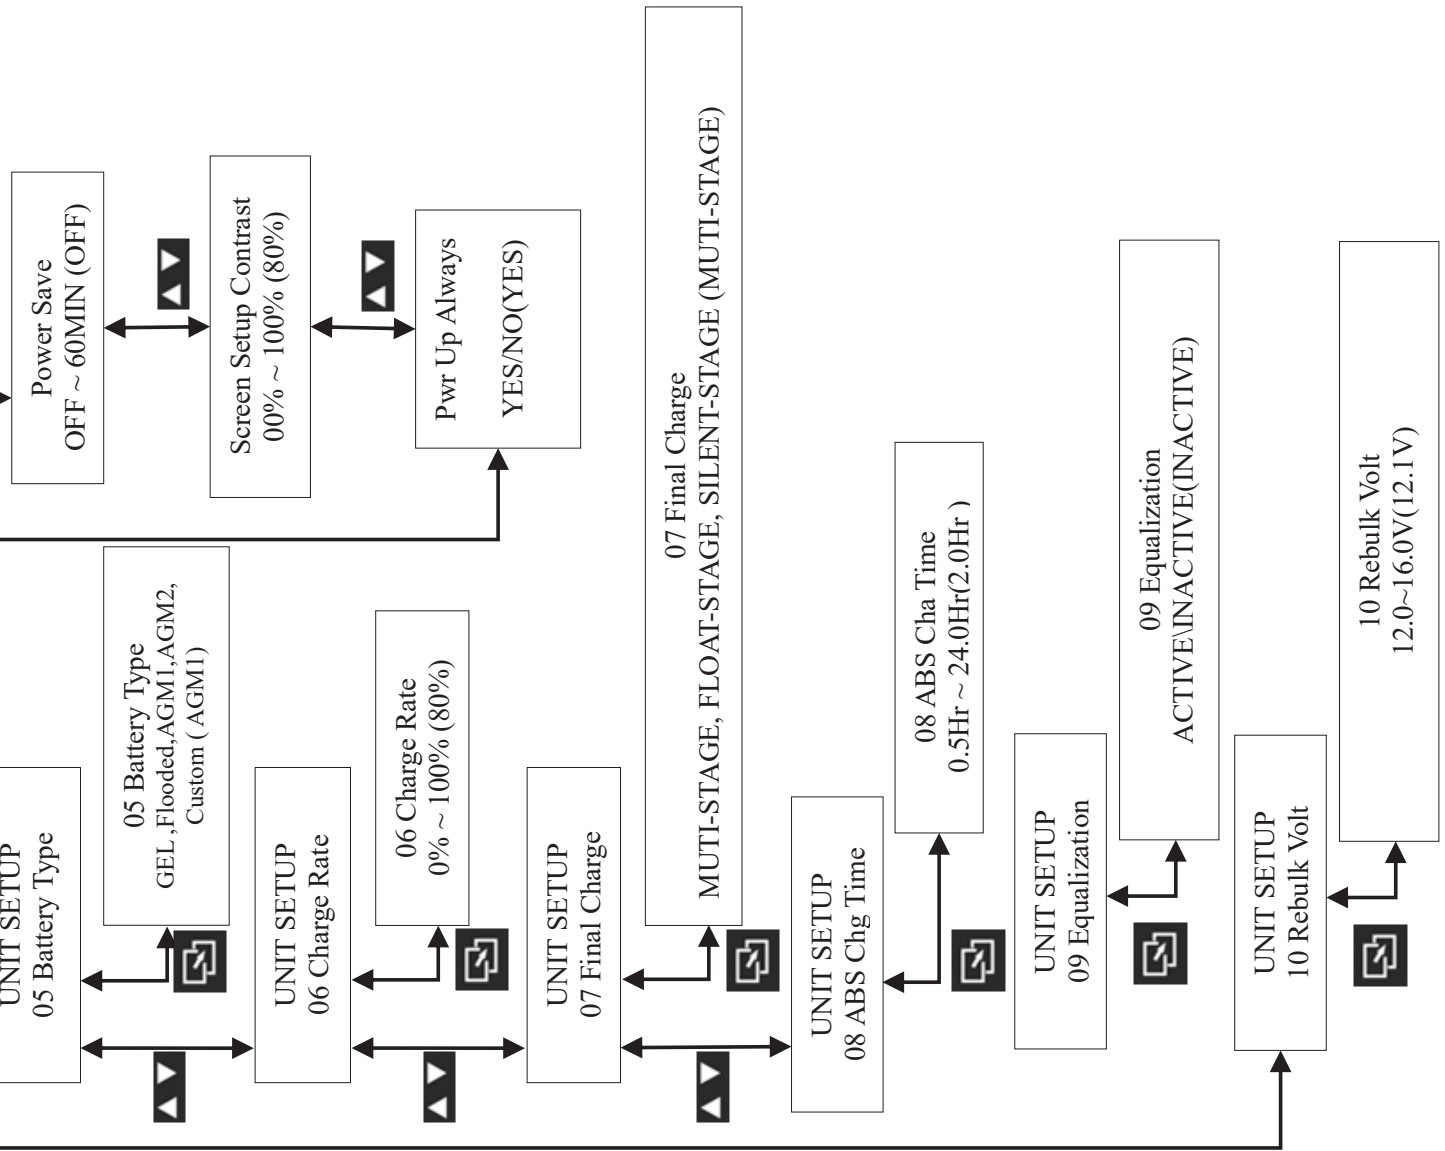 Power Save
OFF ~ 60MIN (OFF)
Screen Setup Contrast
00% ~ 100% (80%)
Pwr Up Always
YES/NO(YES)
UNIT SETUP
05 Battery Type
05 Battery Type
GEL ,Flooded,AGM1,AGM2,
Custom ( AGM1)
UNIT SETUP
06 Charge Rate
06 Charge Rate
0% ~ 100% (80%)
UNIT SETUP
07 Final Charge
07 Final Charge
MUTI-STAGE, FLOAT-STAGE, SILENT-STAGE (MUTI-STAGE)
UNIT SETUP
08 ABS Chg Time
08 ABS Cha Time
0.5Hr ~ 24.0Hr(2.0Hr )
UNIT SETUP
09 Equalization
09 Equalization
ACTIVE\INACTIVE(INACTIVE)
UNIT SETUP
10 Rebulk Volt
10 Rebulk Volt
12.0~16.0V(12.1V)